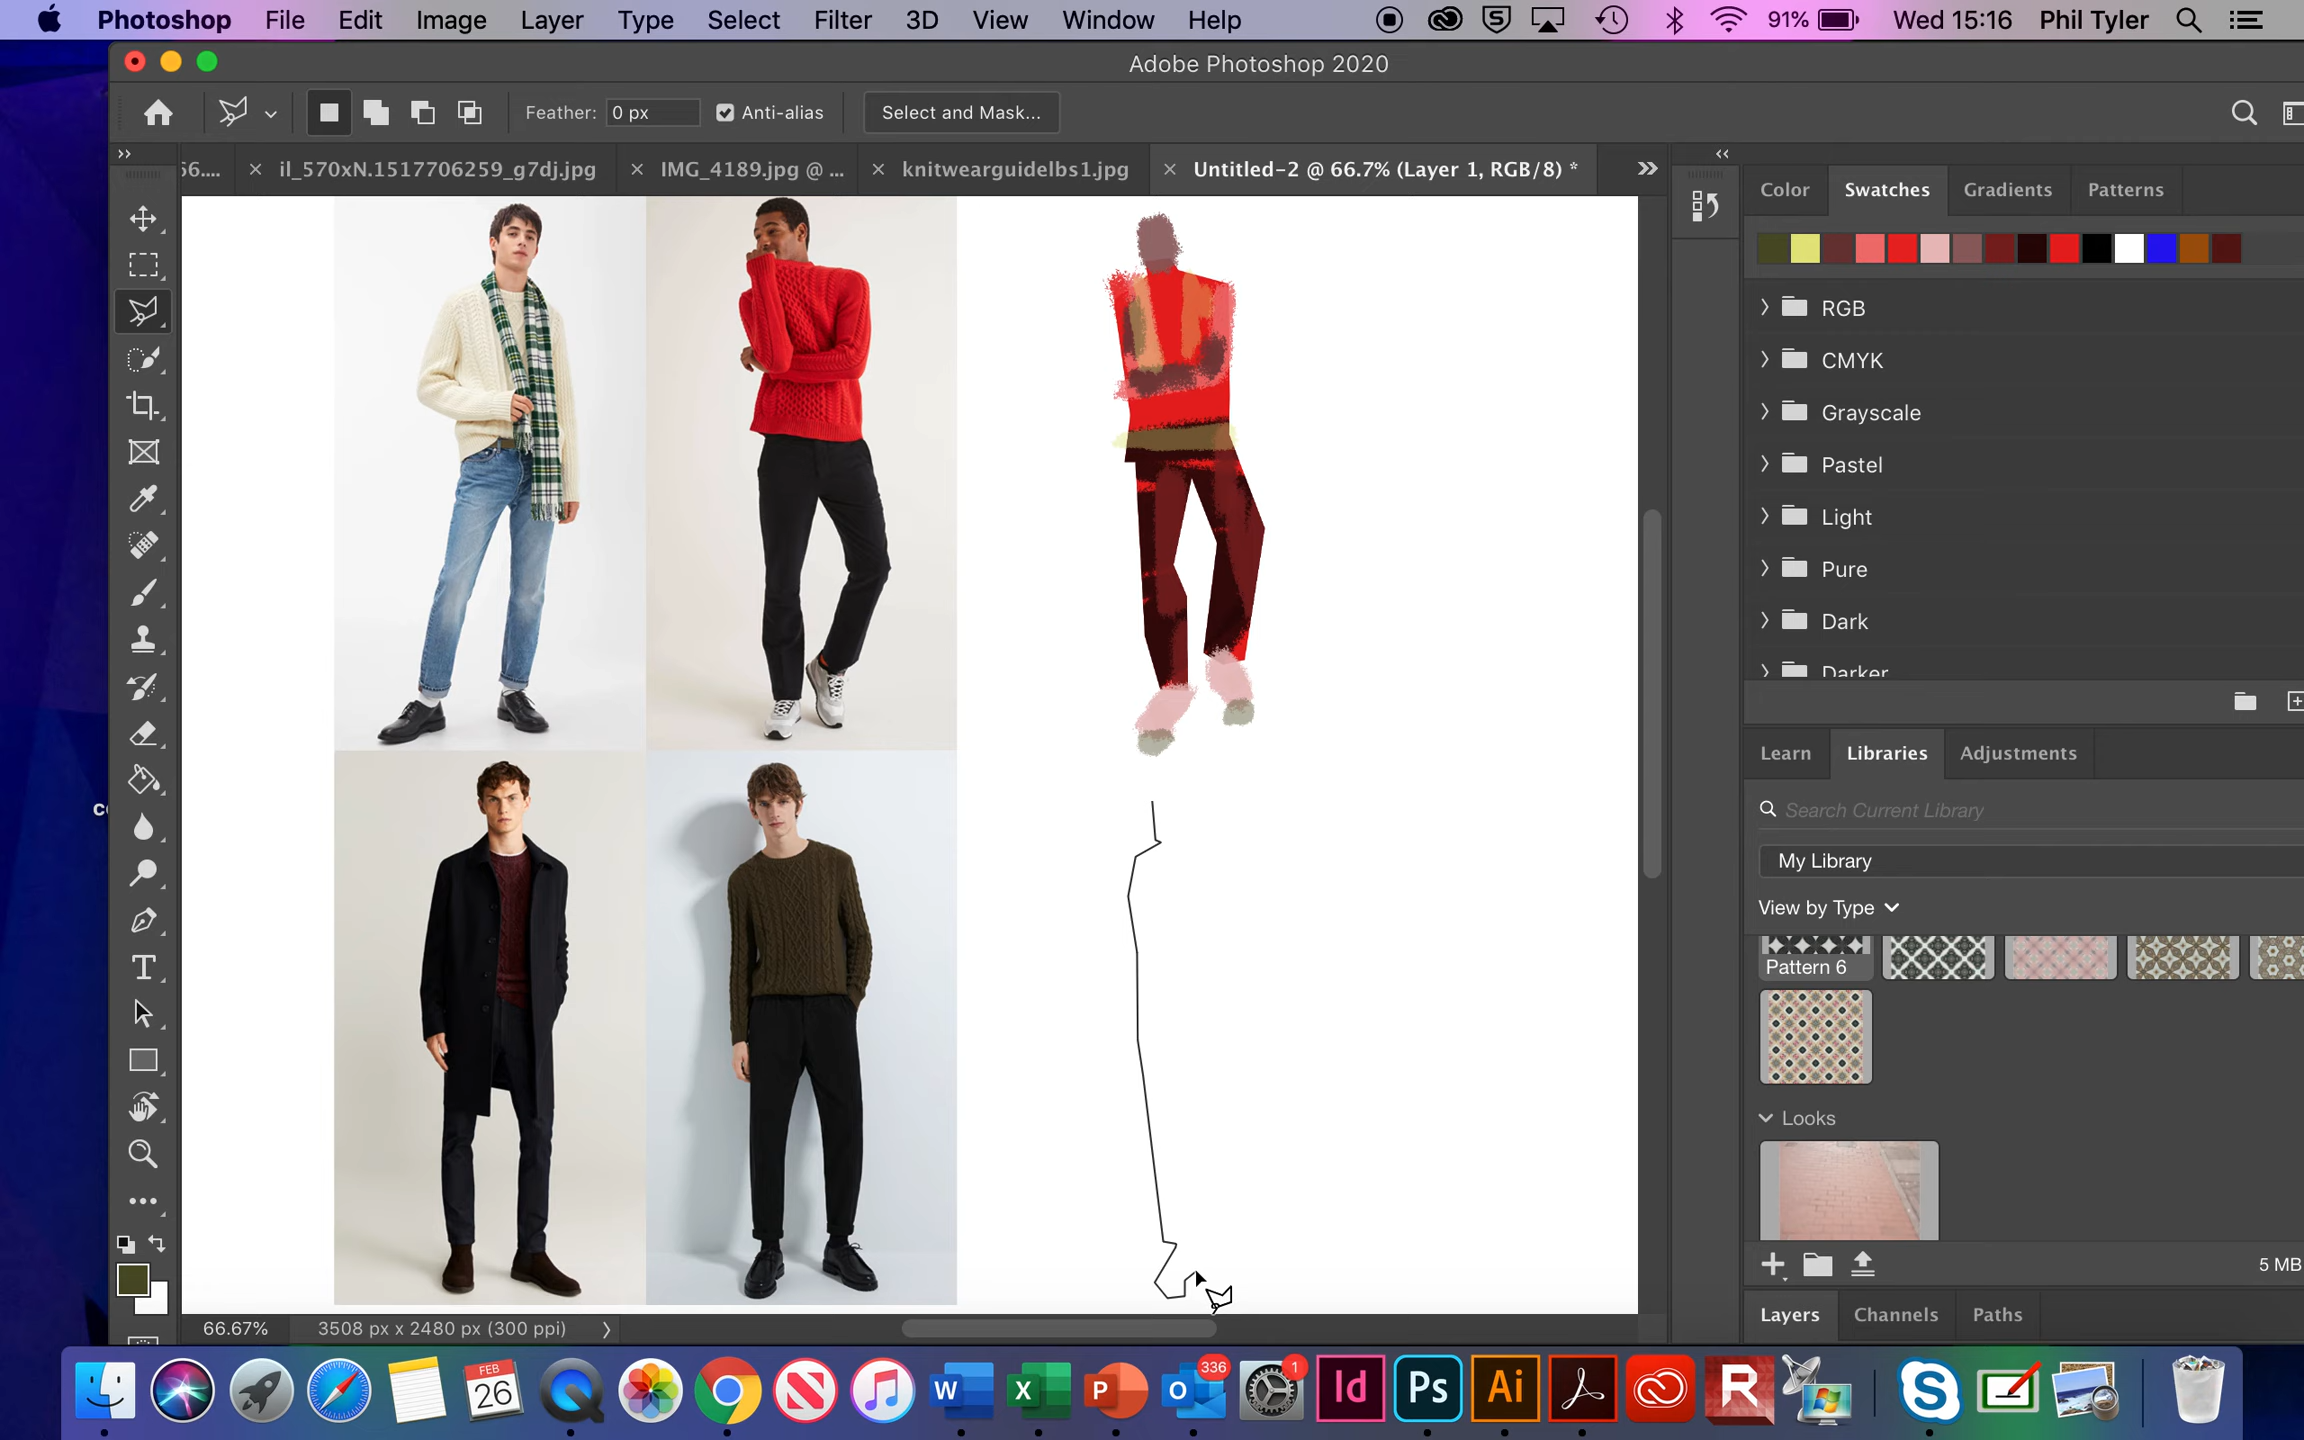 Photoshop File Edit Image Layer Type Select Filter 3D View Window Help 91% Wed 15:16 Phil Tyler
Adobe Photoshop 2020
Feather: 0 px Anti-alias Select and Mask...
56.... il_570xN.1517706259_g7dj.jpg IMG_4189.jpg @ ... knitwearguidelbs1.jpg Untitled-2 @ 66.7% (Layer 1, RGB/8) *
Color Swatches Gradients Patterns
RGB
CMYK
Grayscale
Pastel
Light
Pure
Dark
Darker
Learn Libraries Adjustments
Search Current Library
My Library
View by Type
Pattern 6
Looks
5 MB
Layers Channels Paths
66.67% 3508 px x 2480 px (300 ppi)
FEB
26
W X P O 336 1 Id Ps Ai R S